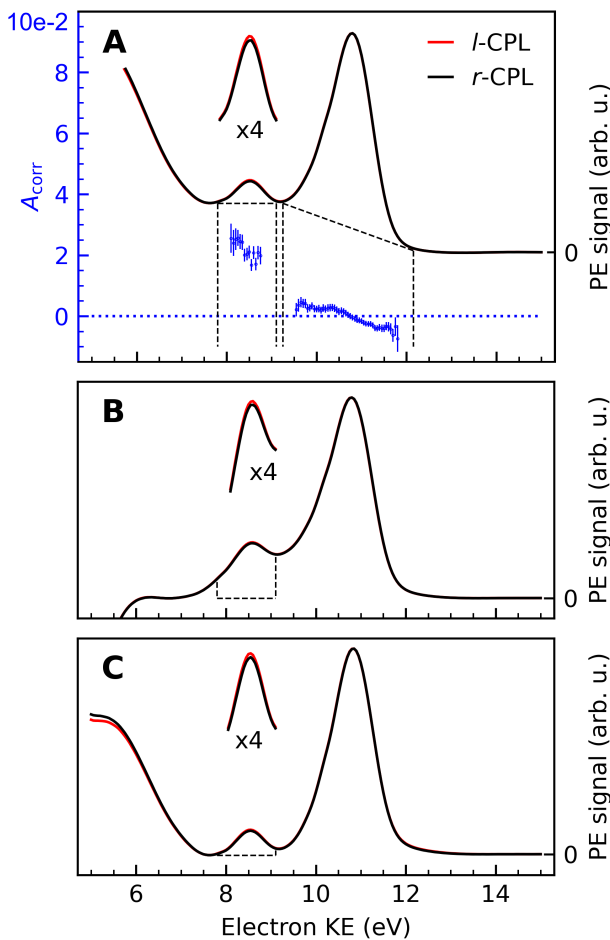 10e-2
8
6
4
2
0
A_corr
A
l-CPL
r-CPL
x4
0
PE signal (arb. u.)
B
x4
0
PE signal (arb. u.)
C
x4
0
PE signal (arb. u.)
6 8 10 12 14
Electron KE (eV)